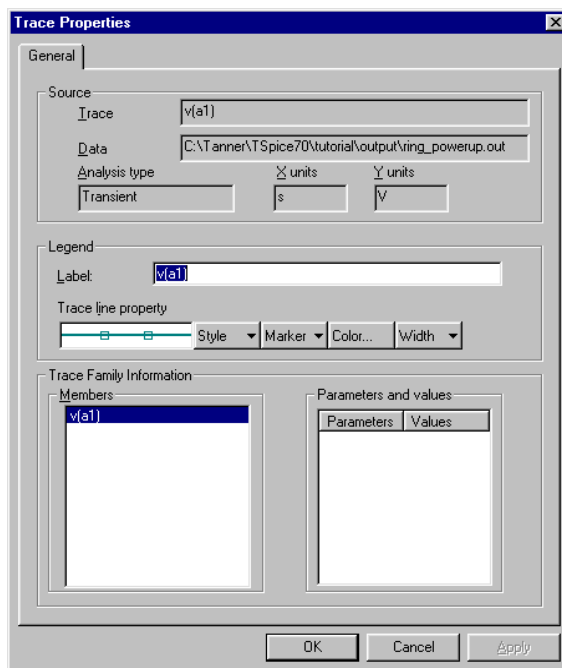 Trace Properties
General
Source
Trace v(a1)
Data C:\Tanner\TSpice70\tutorial\output\ring_powerup.out
Analysis type X units Y units
Transient s V
Legend
Label: v(a1)
Trace line property
Style Marker Color... Width
Trace Family Information
Members Parameters and values
v(a1) Parameters Values
OK Cancel Apply